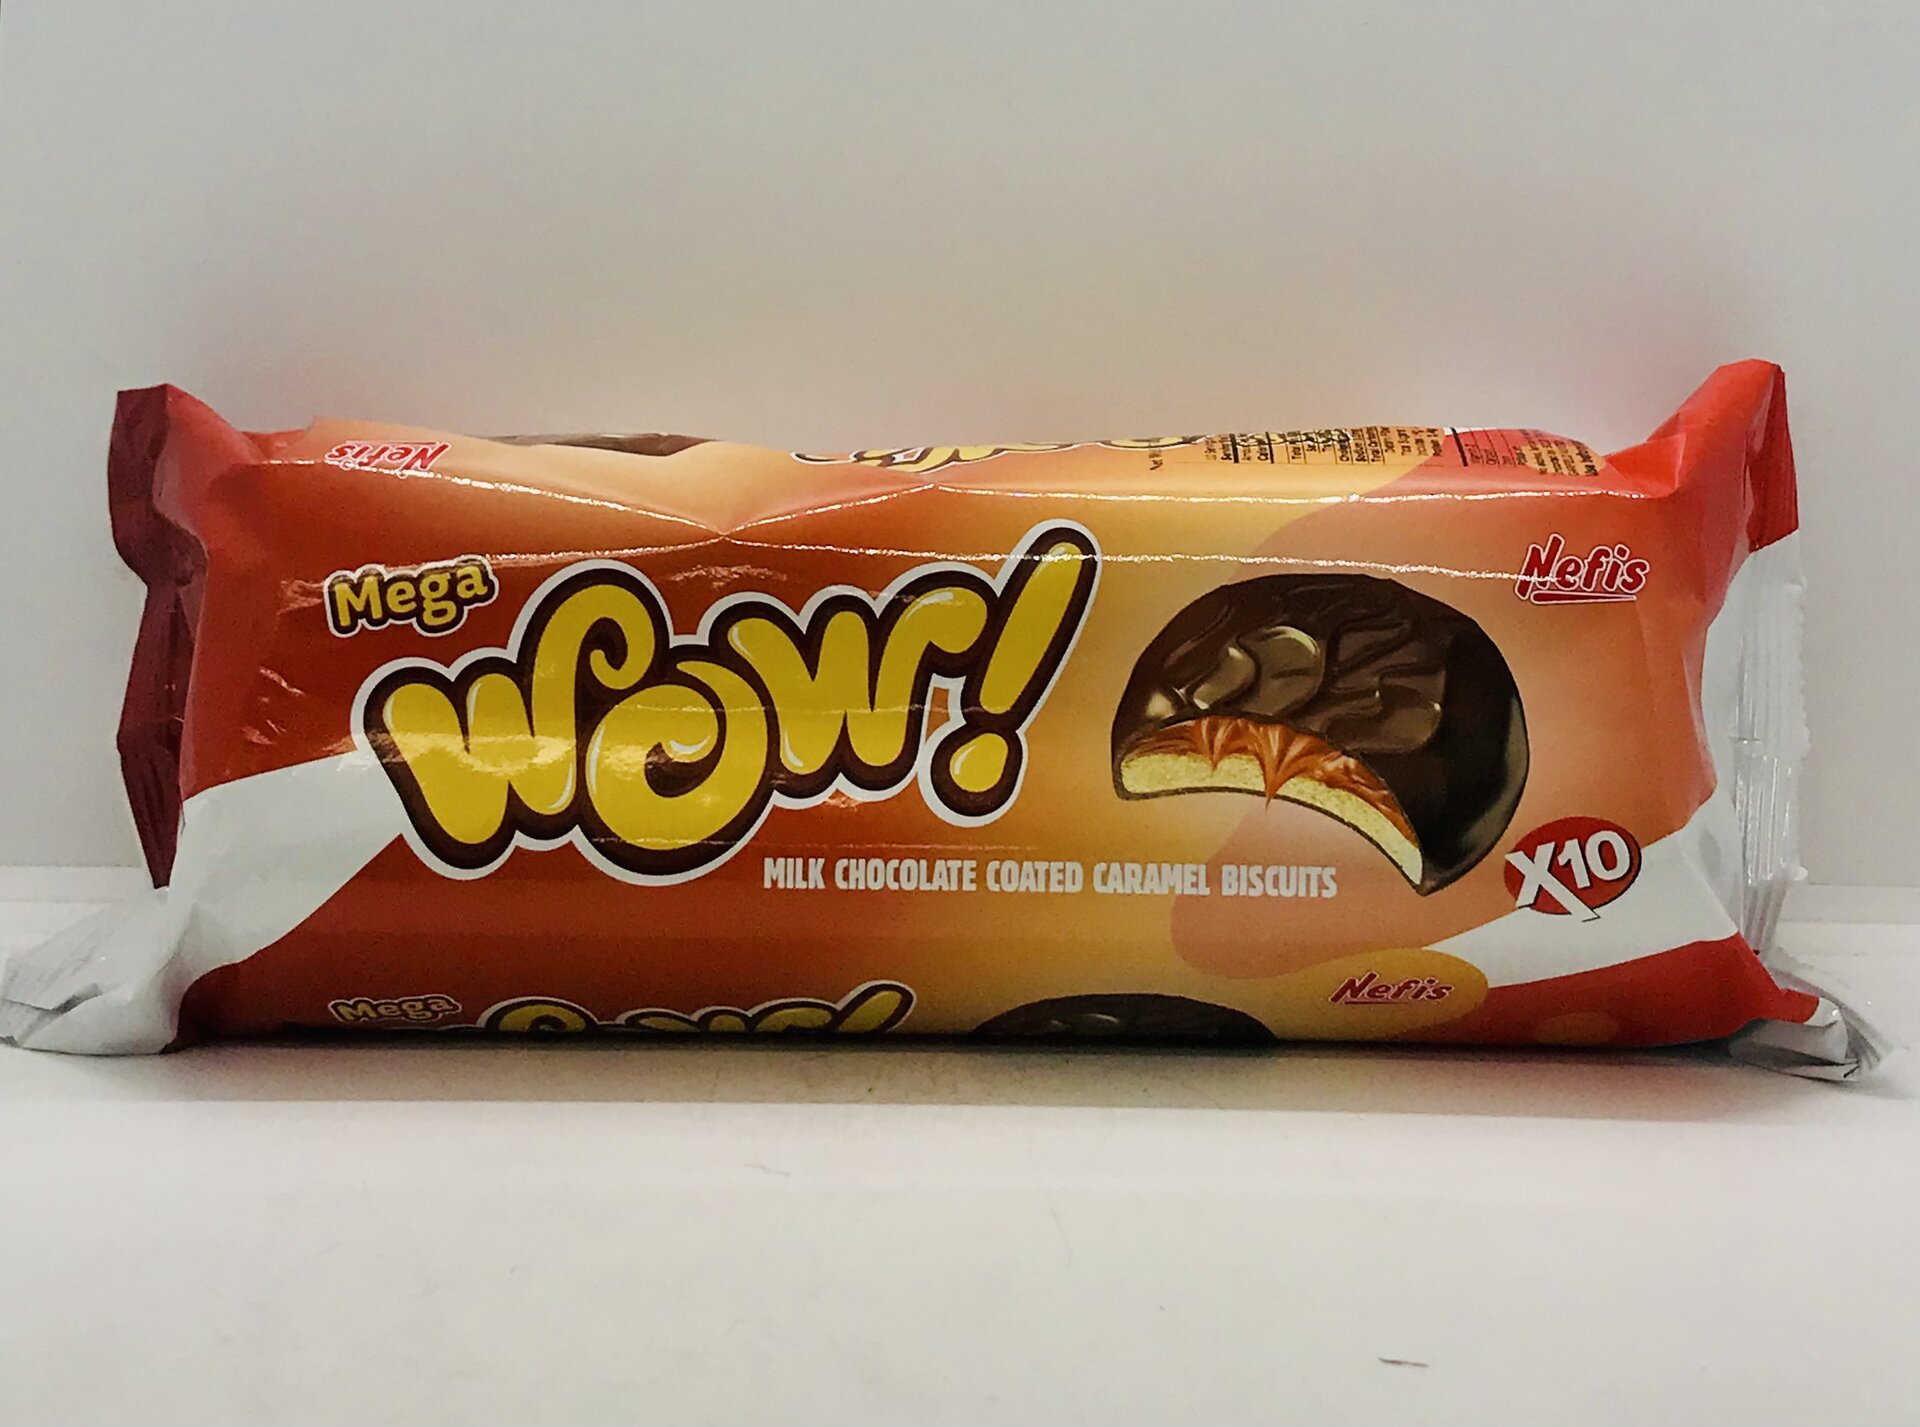 Nefis
Mega
wow!
Nefis
MILK CHOCOLATE COATED CARAMEL BISCUITS
X10
Nefis
Mega